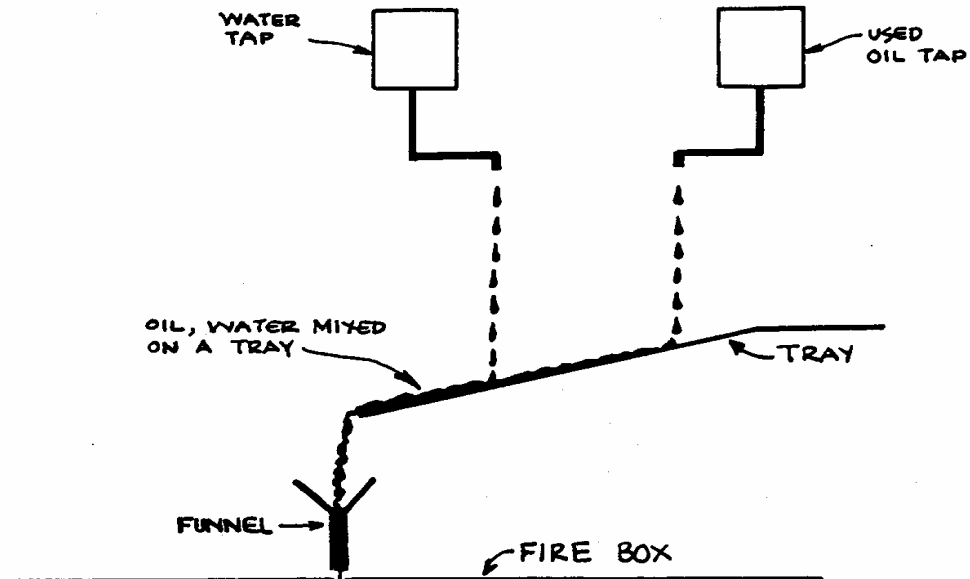 WATER
TAP
USED
OIL TAP
OIL, WATER MIXED
ON A TRAY
TRAY
FUNNEL
FIRE BOX